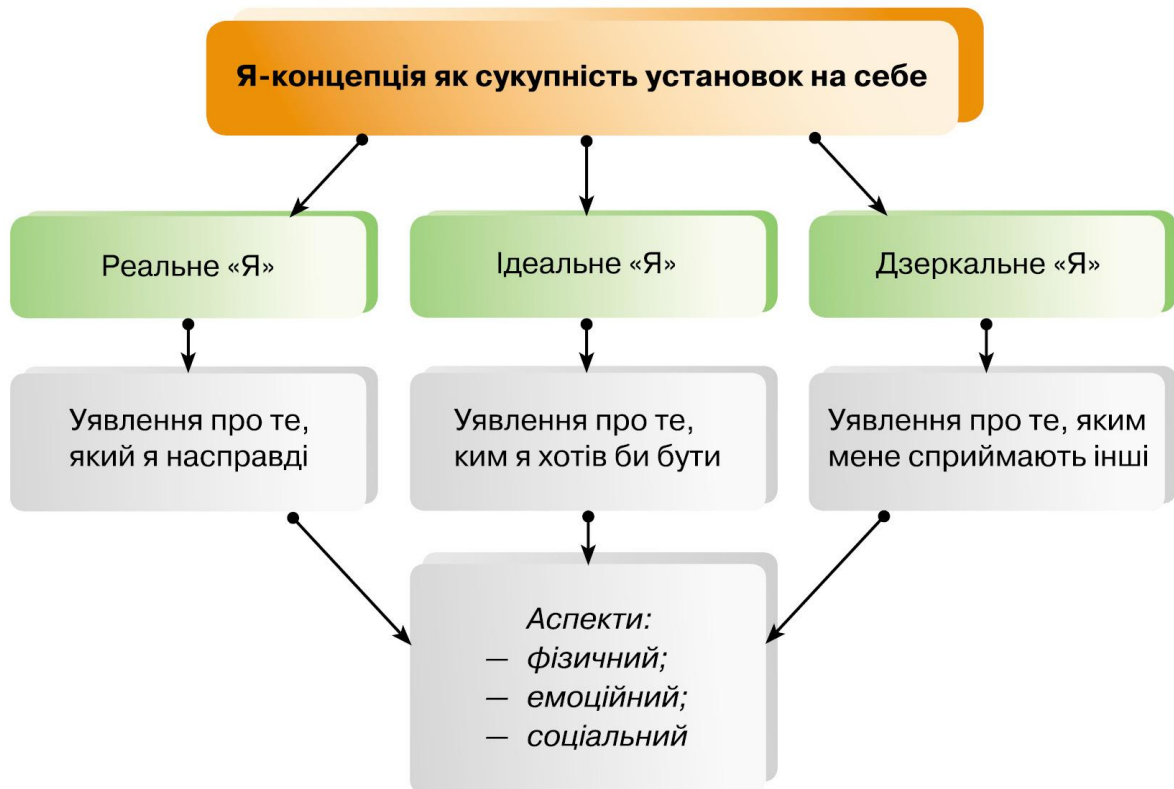 Я-концепція як сукупність установок на себе
Реальне «Я»
Ідеальне «Я»
Дзеркальне «Я»
Уявлення про те,
який я насправді
Уявлення про те,
ким я хотів би бути
Уявлення про те, яким
мене сприймають інші
Аспекти:
— фізичний;
— емоційний;
— соціальний